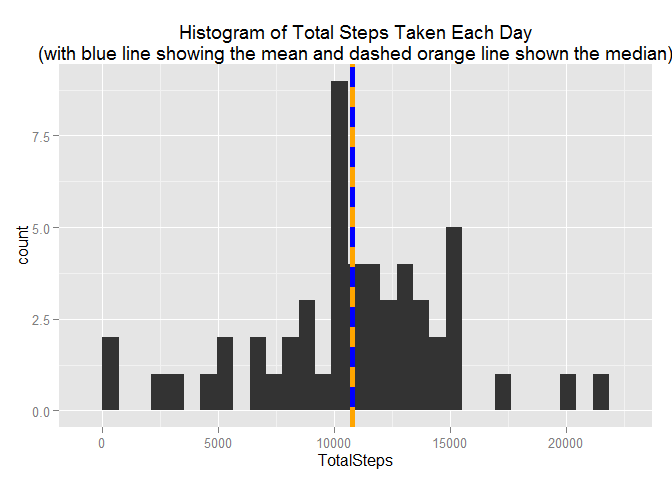 Histogram of Total Steps Taken Each Day
(with blue line showing the mean and dashed orange line shown the median)
7.5
5.0
2.5
0.0
count
0 5000 10000 15000 20000
TotalSteps